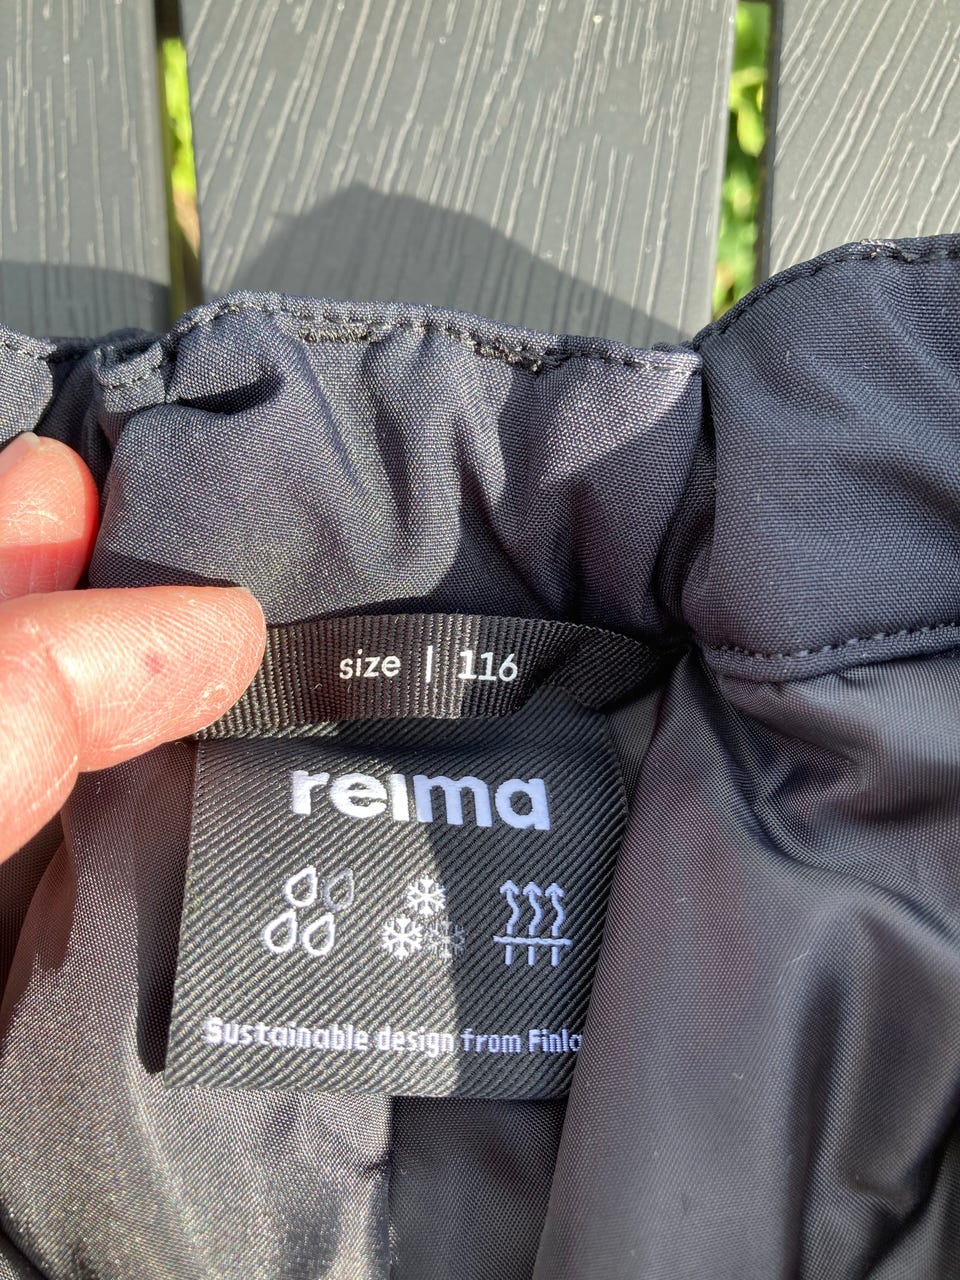 size | 116
reima
Sustainable design from Finla